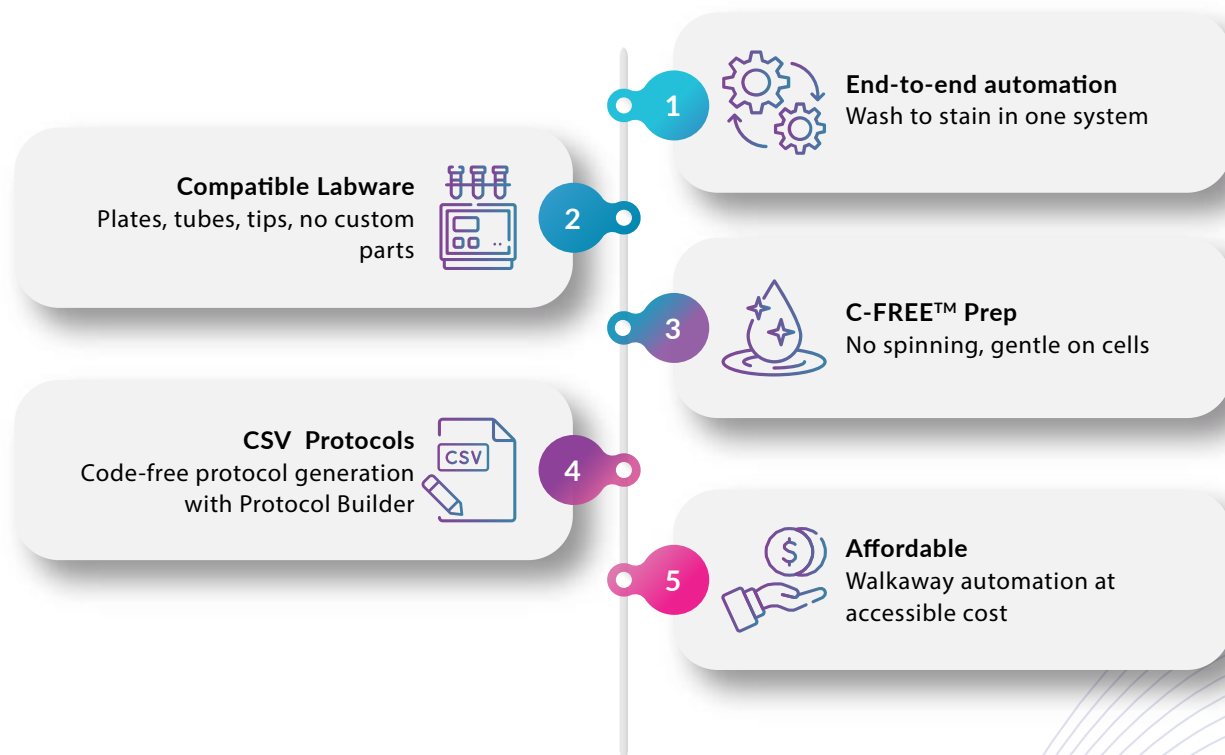 1
End-to-end automation
Wash to stain in one system
2
Compatible Labware
Plates, tubes, tips, no custom
parts
3
C-FREE™ Prep
No spinning, gentle on cells
4
CSV Protocols
Code-free protocol generation
with Protocol Builder
CSV
5
$
Affordable
Walkaway automation at
accessible cost